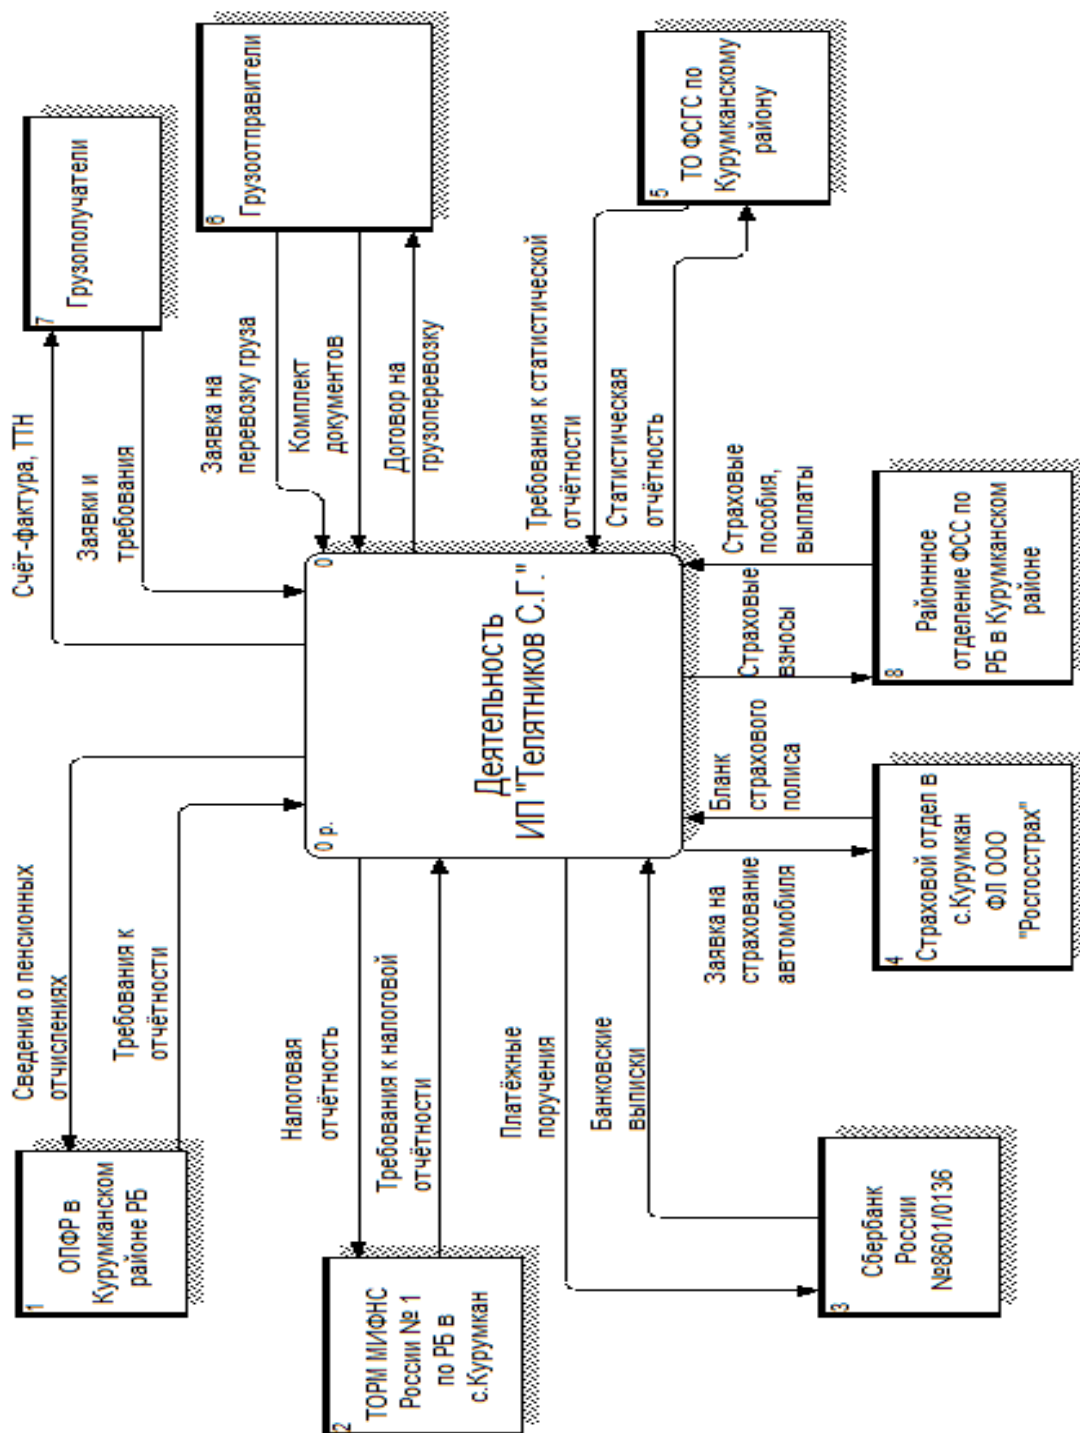 1
ОПФР в
Курумканском
районе РБ
Сведения о пенсионных
отчислениях
Требования к
отчётности
Счёт-фактура, ТТН
Заявки и
требования
7
Грузополучатели
2
ТОРМ МИФНС
России № 1
по РБ в
с.Курумкан
Налоговая
отчётность
Требования к налоговой
отчётности
0 р.
0
Деятельность
ИП "Телятников С.Г."
Заявка на
перевозку груза
Комплект
документов
Договор на
грузоперевозку
6
Грузоотправители
Платёжные
поручения
Банковские
выписки
3
Сбербанк
России
№8601/0136
Требования к статистической
отчётности
Статистическая
отчётность
5
ТО ФСГС по
Курумканскому
району
Заявка на
страхование
автомобиля
Бланк
страхового
полиса
4
Страховой отдел в
с.Курумкан
ФЛ ООО
"Росгосстрах"
Страховые
взносы
Страховые
пособия,
выплаты
8
Районнное
отделение ФСС по
РБ в Курумканском
районе